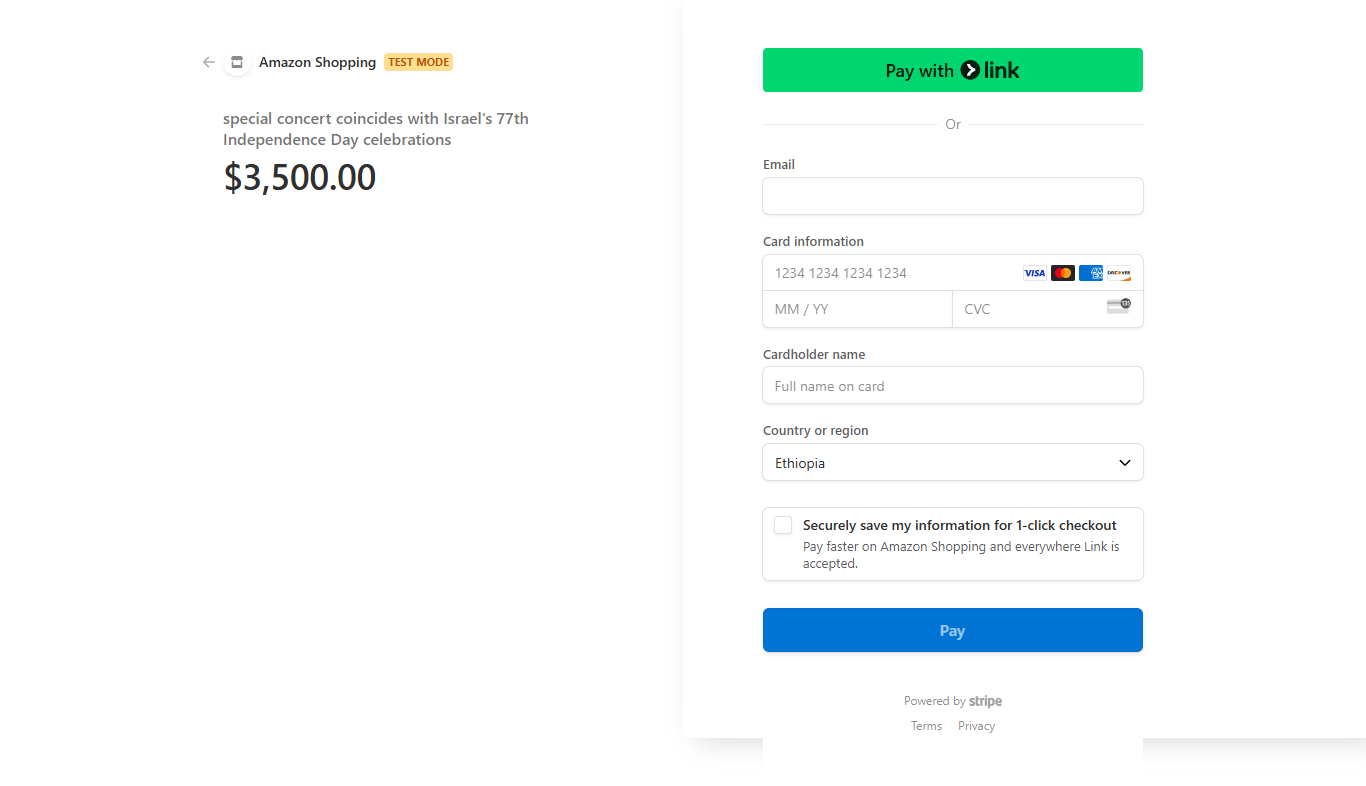 Amazon Shopping TEST MODE
special concert coincides with Israel's 77th
Independence Day celebrations
$3,500.00
Pay with link
Or
Email
Card information
1234 1234 1234 1234 VISA AMEX DISCOVER
MM / YY CVC 135
Cardholder name
Full name on card
Country or region
Ethiopia
Securely save my information for 1-click checkout
Pay faster on Amazon Shopping and everywhere Link is
accepted.
Pay
Powered by stripe
Terms Privacy